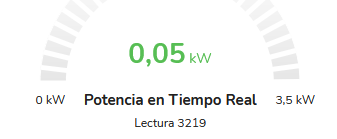 0,05 kW
0 kW Potencia en Tiempo Real 3,5 kW
Lectura 3219